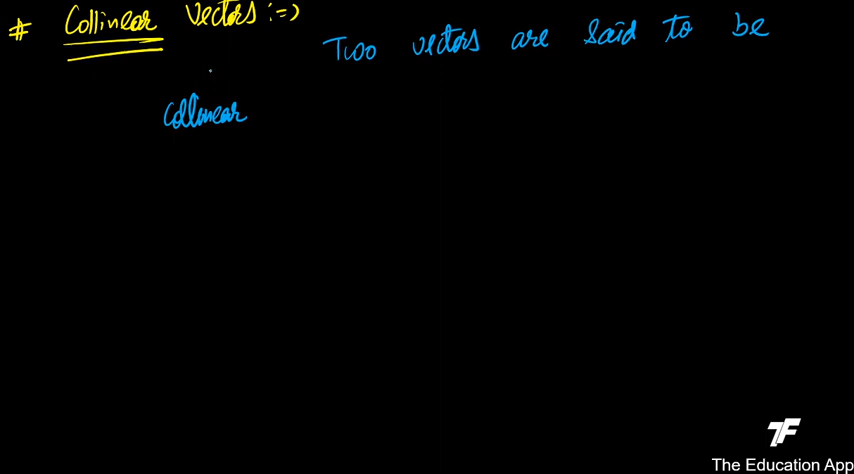 # Collinear Vectors :=>
Two vectors are said to be
collinear
The Education App